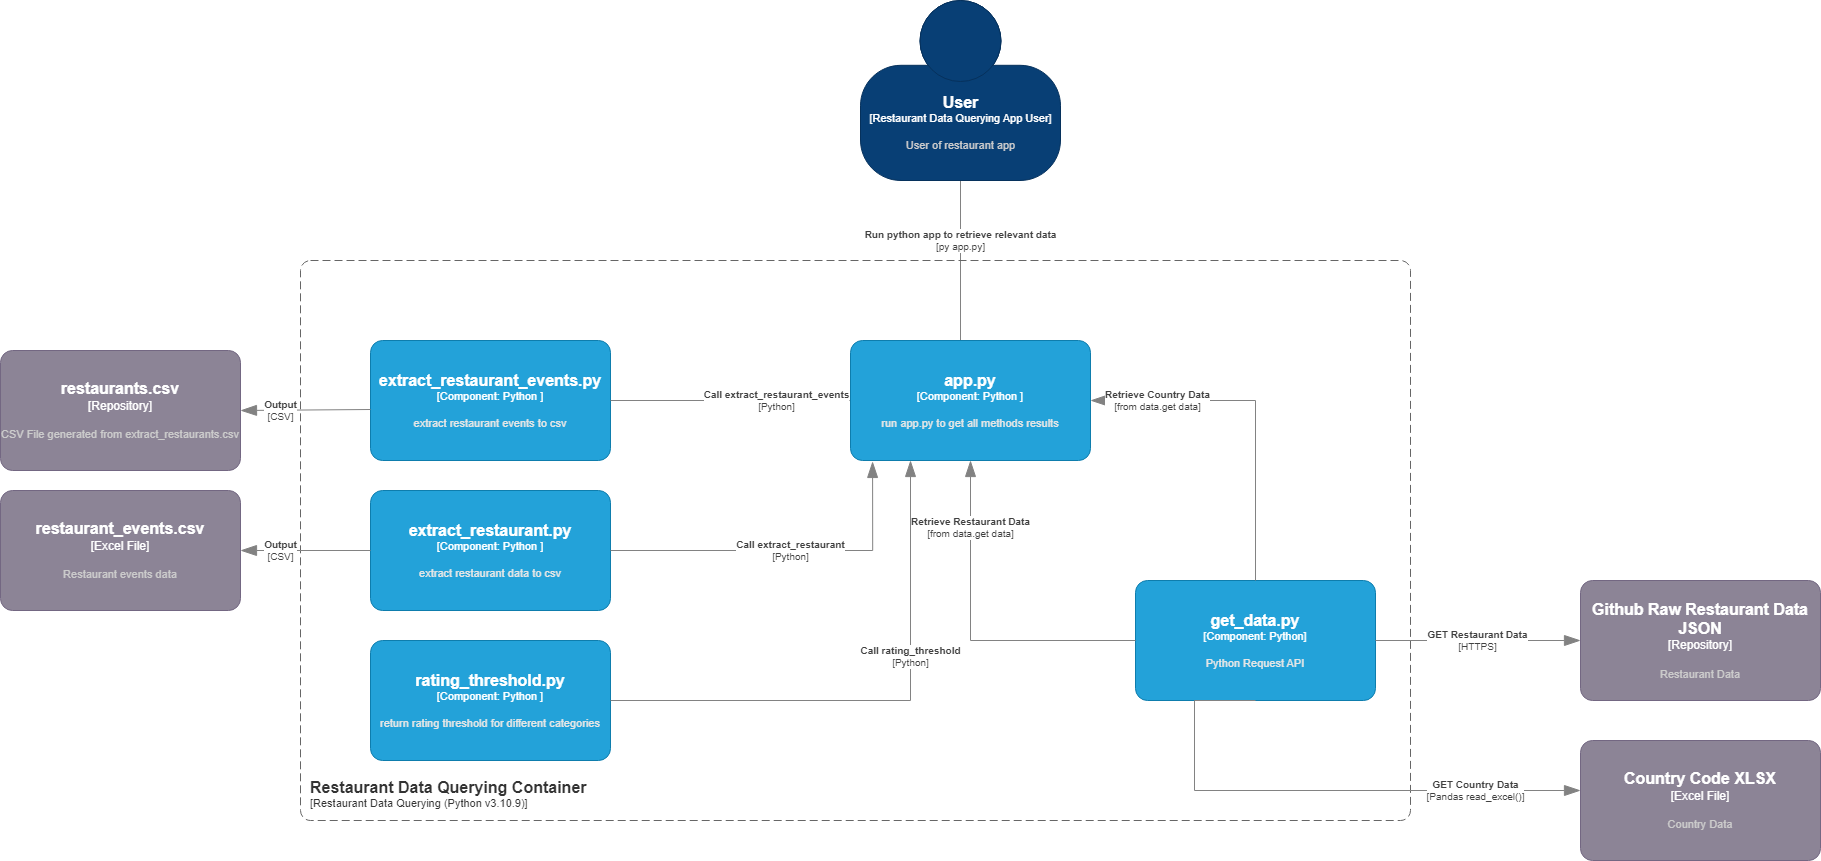 User
[Restaurant Data Querying App User]
User of restaurant app
Run python app to retrieve relevant data
[py app.py]
restaurants.csv
[Repository]
CSV File generated from extract_restaurants.csv
Output
[CSV]
extract_restaurant_events.py
[Component: Python ]
extract restaurant events to csv
Call extract_restaurant_events
[Python]
app.py
[Component: Python ]
run app.py to get all methods results
Retrieve Country Data
[from data.get data]
restaurant_events.csv
[Excel File]
Restaurant events data
Output
[CSV]
extract_restaurant.py
[Component: Python ]
extract restaurant data to csv
Call extract_restaurant
[Python]
Retrieve Restaurant Data
[from data.get data]
rating_threshold.py
[Component: Python ]
return rating threshold for different categories
Call rating_threshold
[Python]
get_data.py
[Component: Python]
Python Request API
GET Restaurant Data
[HTTPS]
Github Raw Restaurant Data
JSON
[Repository]
Restaurant Data
GET Country Data
[Pandas read_excel()]
Country Code XLSX
[Excel File]
Country Data
Restaurant Data Querying Container
[Restaurant Data Querying (Python v3.10.9)]